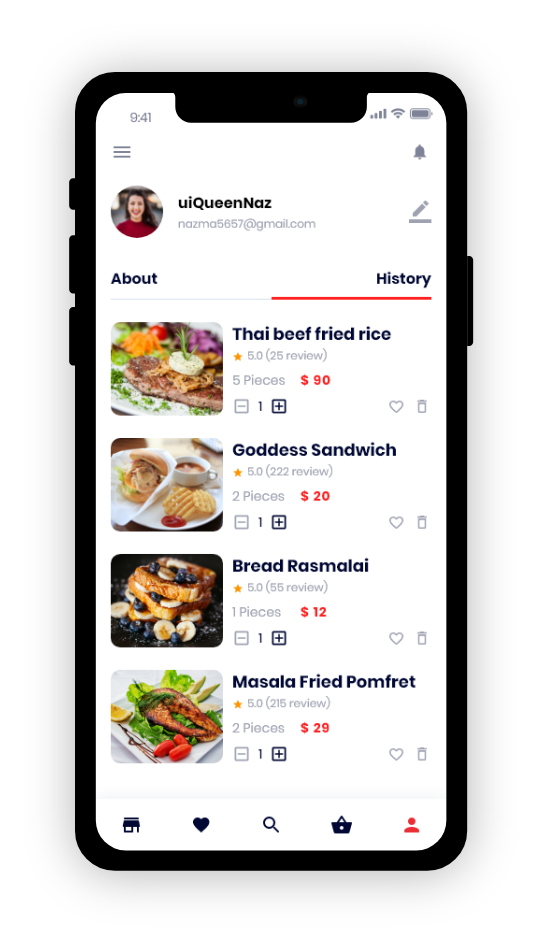 9:41
uiQueenNaz
nazma5657@gmail.com
About History
Thai beef fried rice
5.0 (25 review)
5 Pieces $ 90
1
Goddess Sandwich
5.0 (222 review)
2 Pieces $ 20
1
Bread Rasmalai
5.0 (55 review)
1 Pieces $ 12
1
Masala Fried Pomfret
5.0 (215 review)
2 Pieces $ 29
1